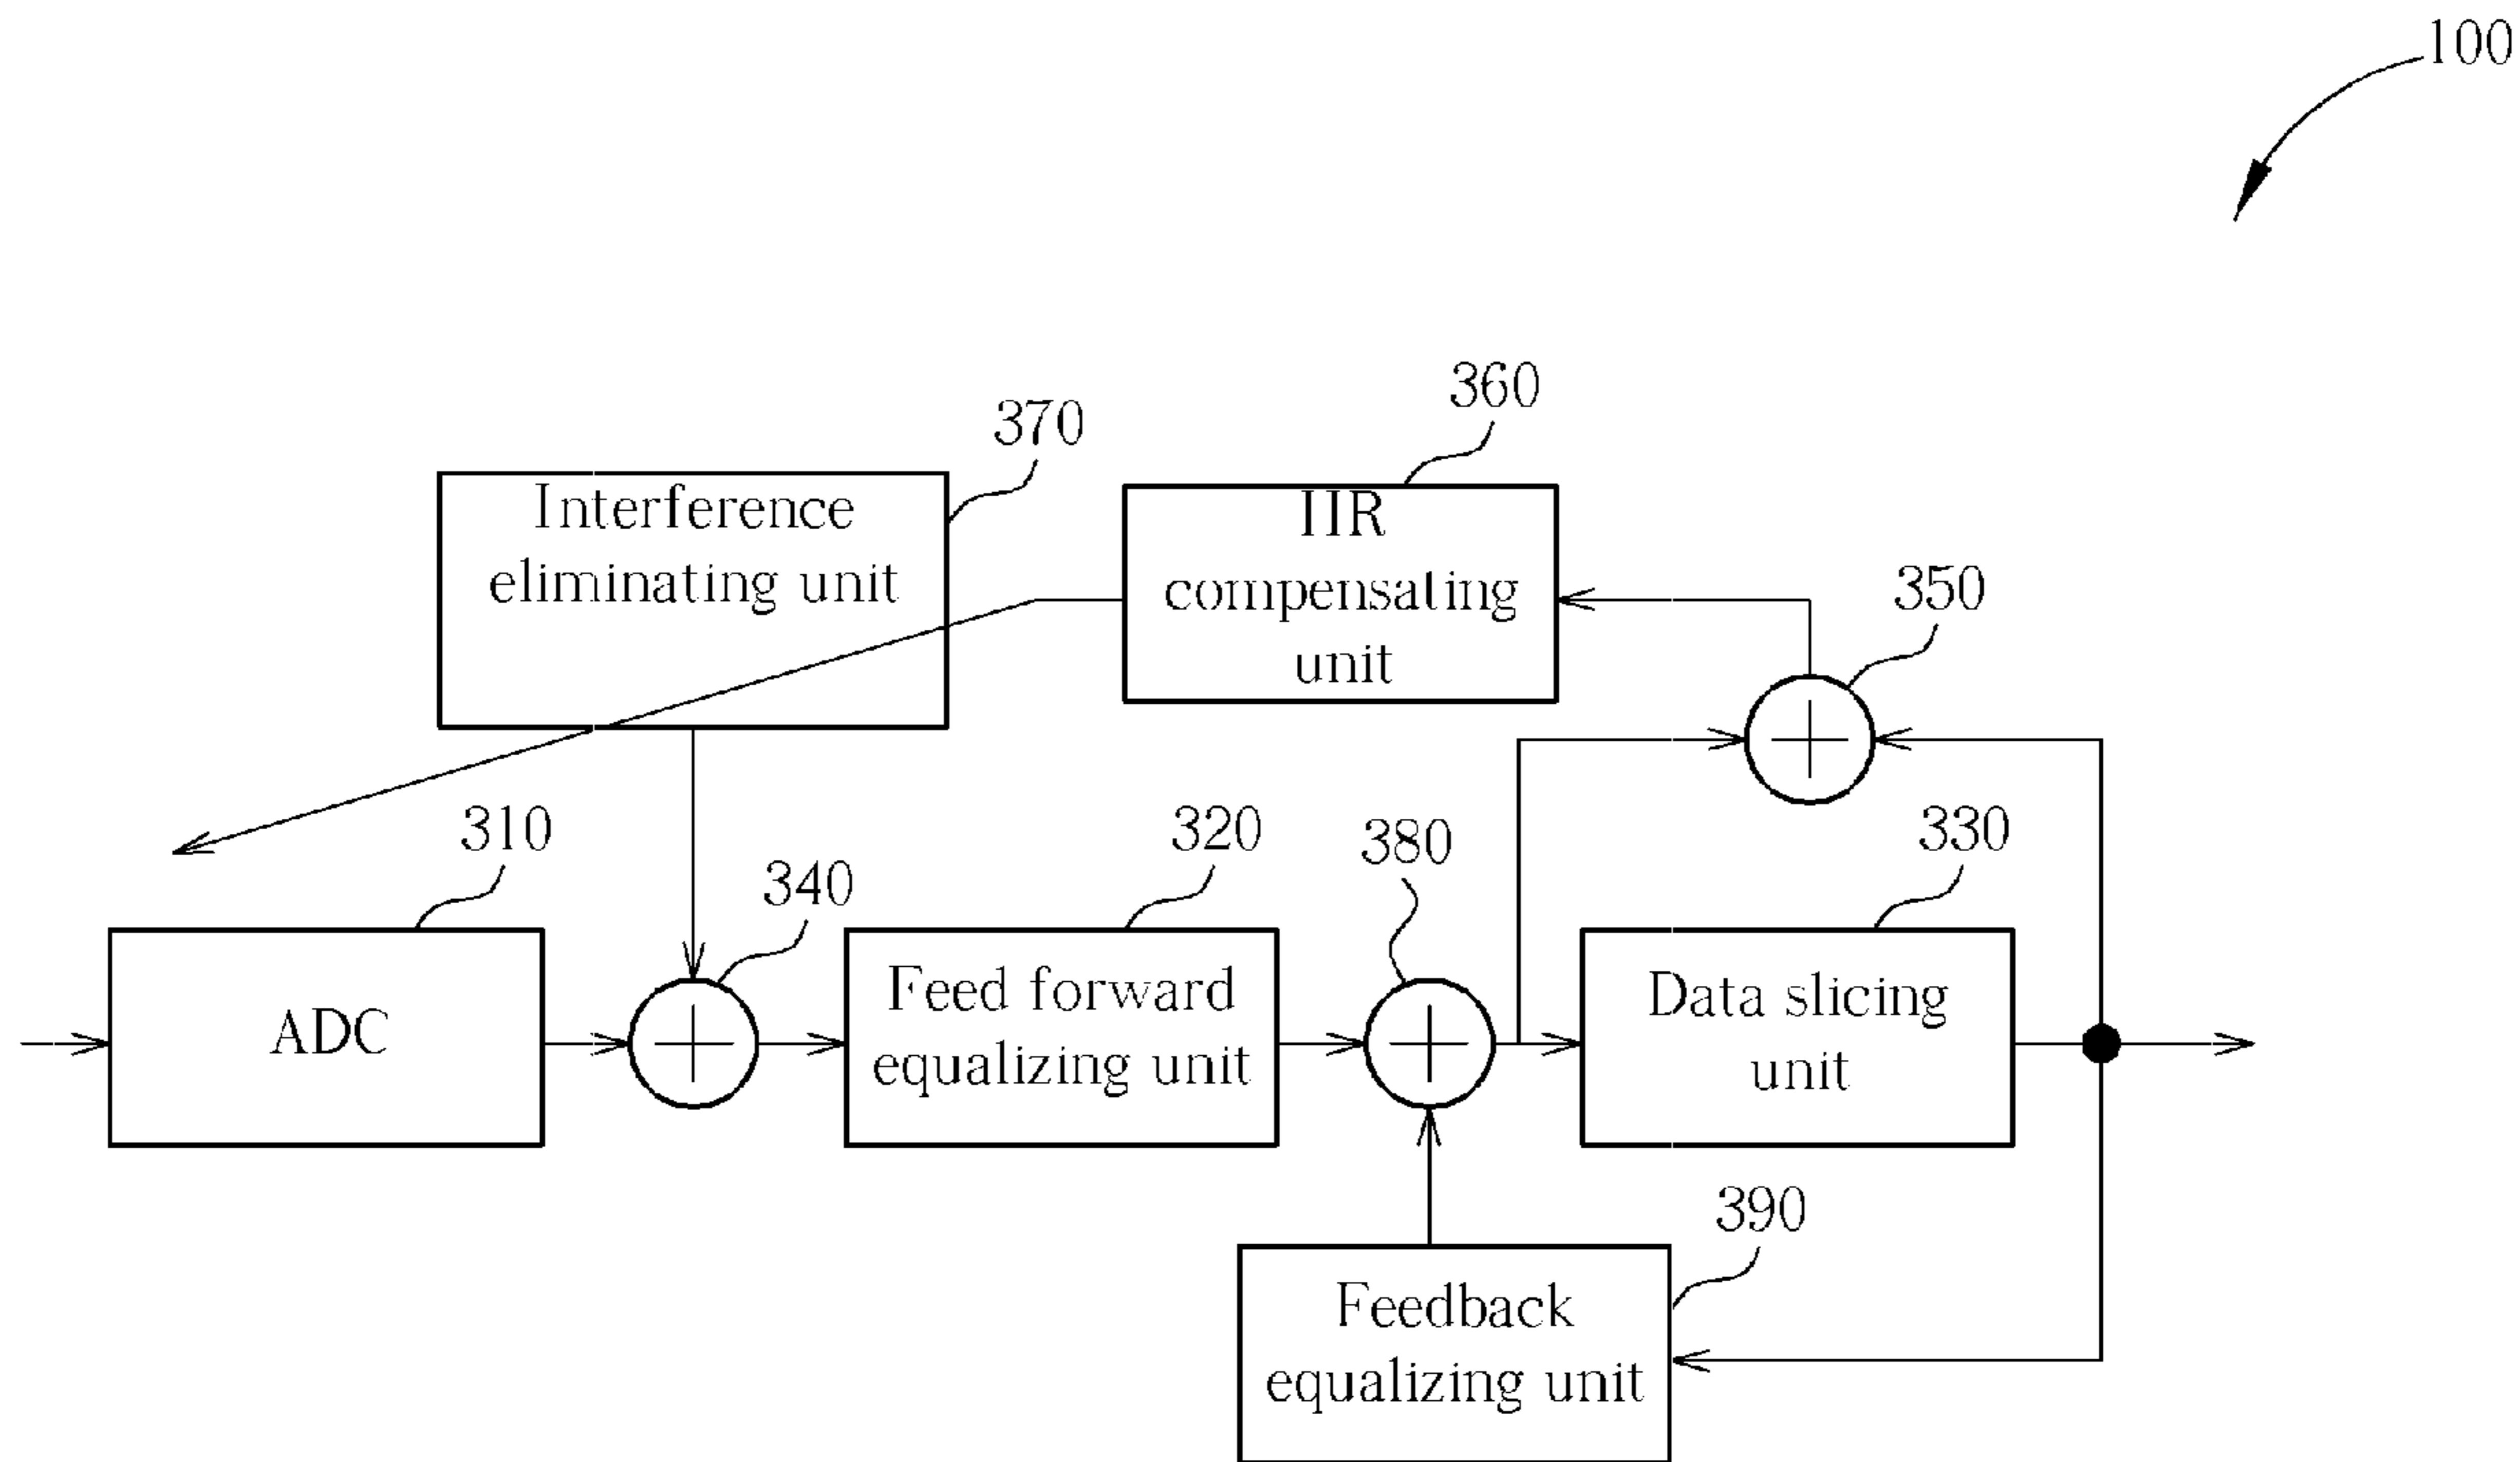 100
360
370
Interference
eliminating unit
IIR
compensating
unit
350
310
320
380
330
340
ADC
Feed forward
equalizing unit
Data slicing
unit
390
Feedback
equalizing unit